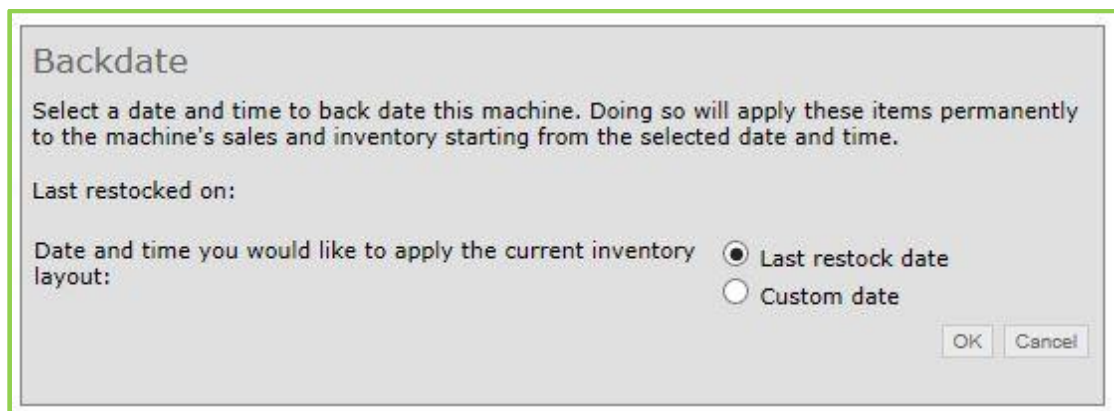 Backdate
Select a date and time to back date this machine. Doing so will apply these items permanently
to the machine's sales and inventory starting from the selected date and time.
Last restocked on:
Date and time you would like to apply the current inventory
layout:
Last restock date
Custom date
OK Cancel